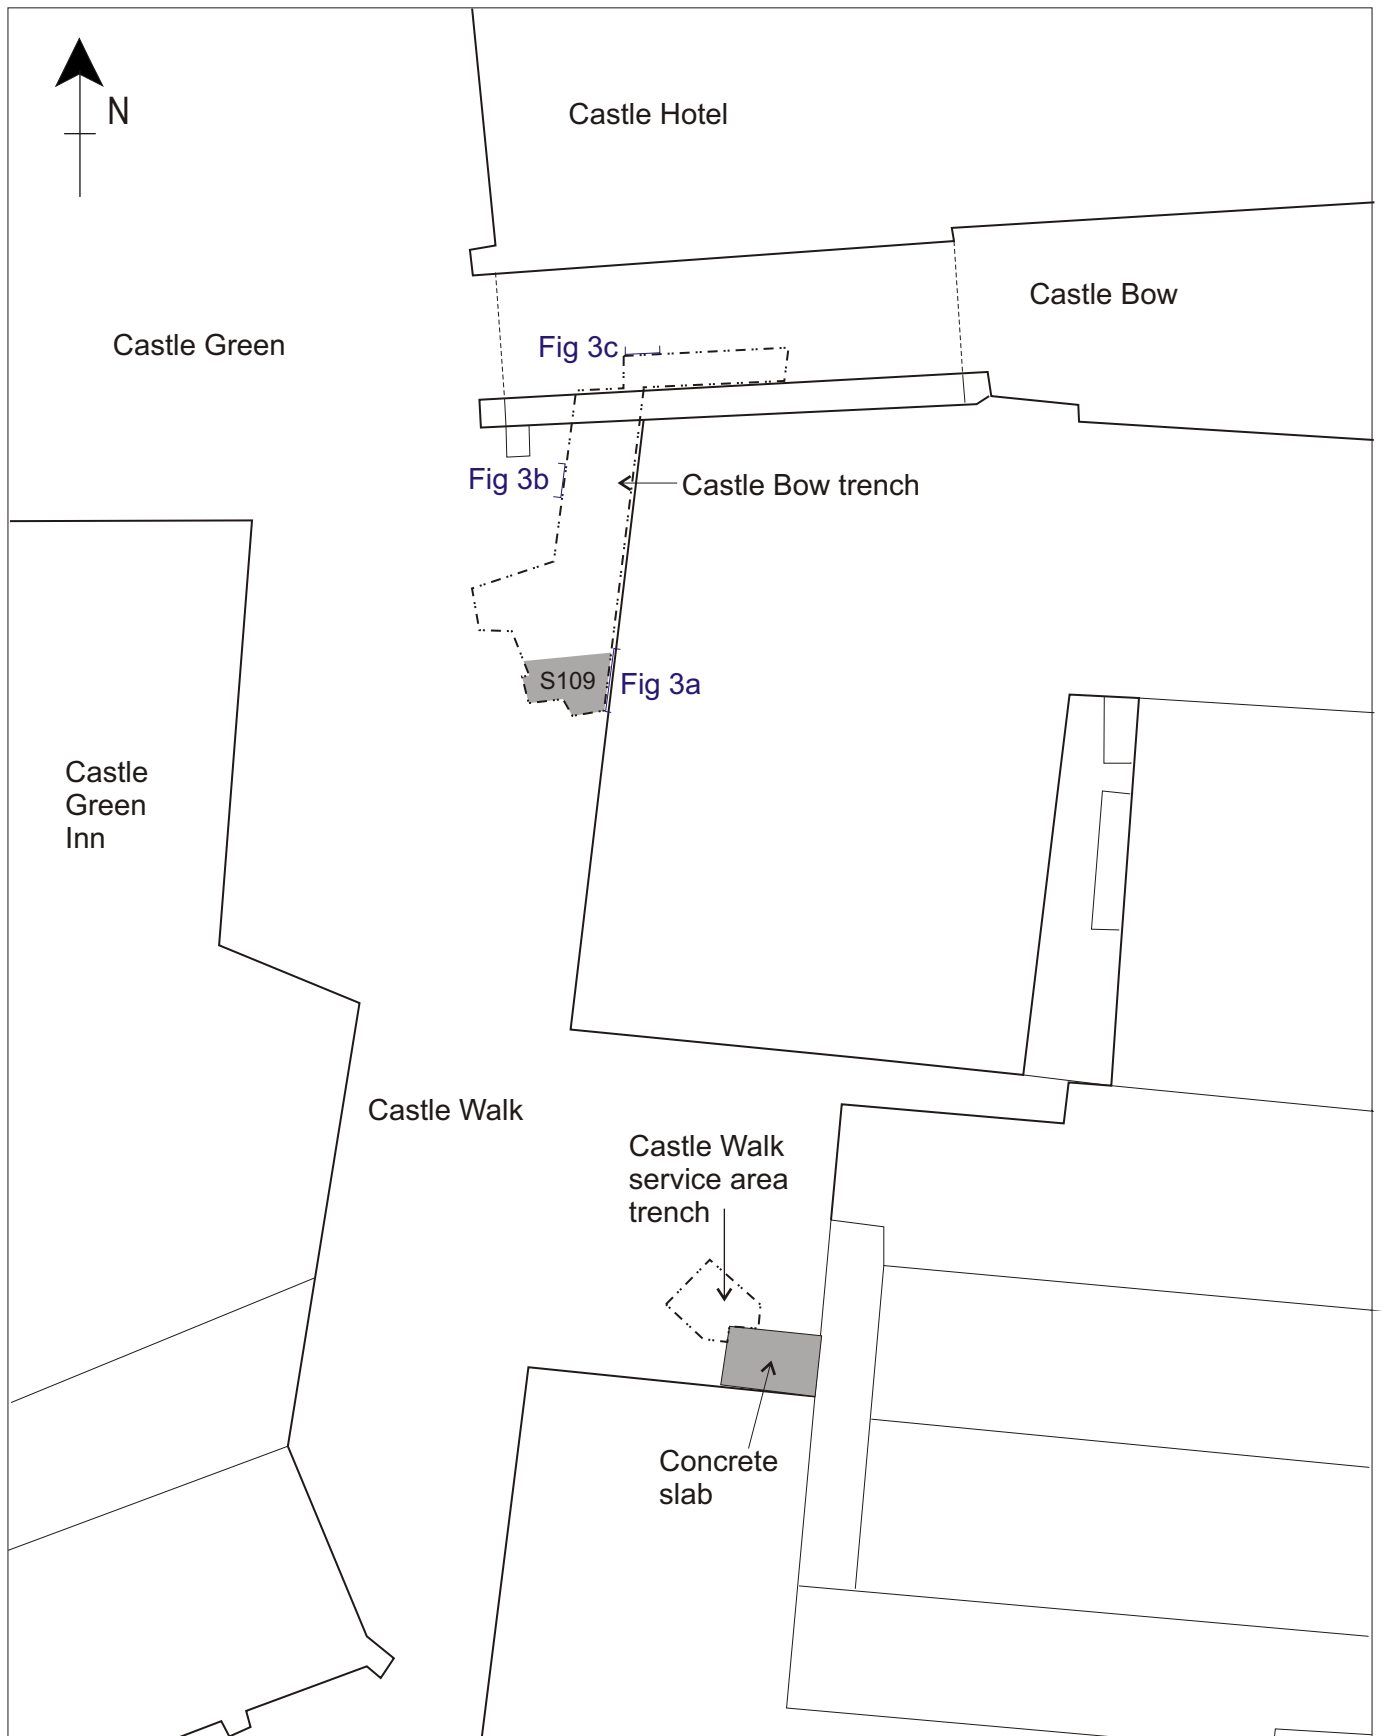 N
Castle Hotel
Castle Bow
Castle Green
Fig 3c
Fig 3b
Castle Bow trench
S109
Fig 3a
Castle
Green
Inn
Castle Walk
Castle Walk
service area
trench
Concrete
slab